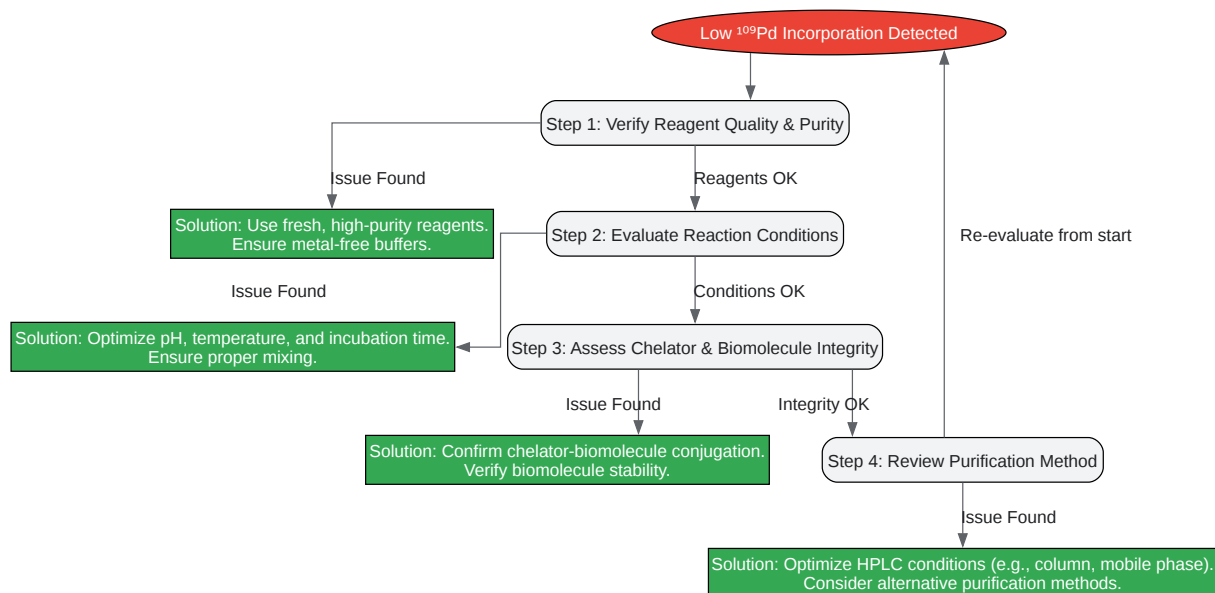 Low ¹⁰⁹Pd Incorporation Detected
Step 1: Verify Reagent Quality & Purity
Issue Found
Reagents OK
Solution: Use fresh, high-purity reagents.
Ensure metal-free buffers.
Step 2: Evaluate Reaction Conditions
Re-evaluate from start
Issue Found
Conditions OK
Solution: Optimize pH, temperature, and incubation time.
Ensure proper mixing.
Step 3: Assess Chelator & Biomolecule Integrity
Issue Found
Integrity OK
Solution: Confirm chelator-biomolecule conjugation.
Verify biomolecule stability.
Step 4: Review Purification Method
Issue Found
Solution: Optimize HPLC conditions (e.g., column, mobile phase).
Consider alternative purification methods.